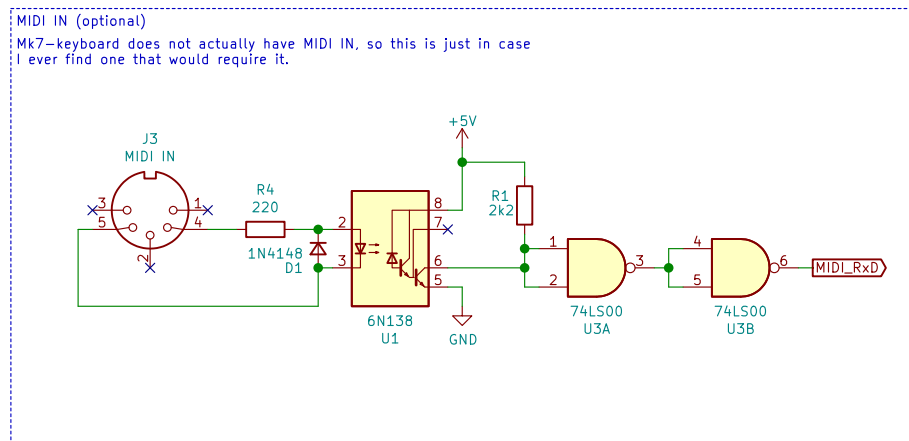 MIDI IN (optional)
Mk7-keyboard does not actually have MIDI IN, so this is just in case
I ever find one that would require it.
+5V
J3
MIDI IN
R4
220
R1
2k2
3
1
5
4
2
1N4148
D1
2
3
8
7
6
5
6N138
U1
GND
1
2
3
74LS00
U3A
4
5
6
74LS00
U3B
MIDI_RxD